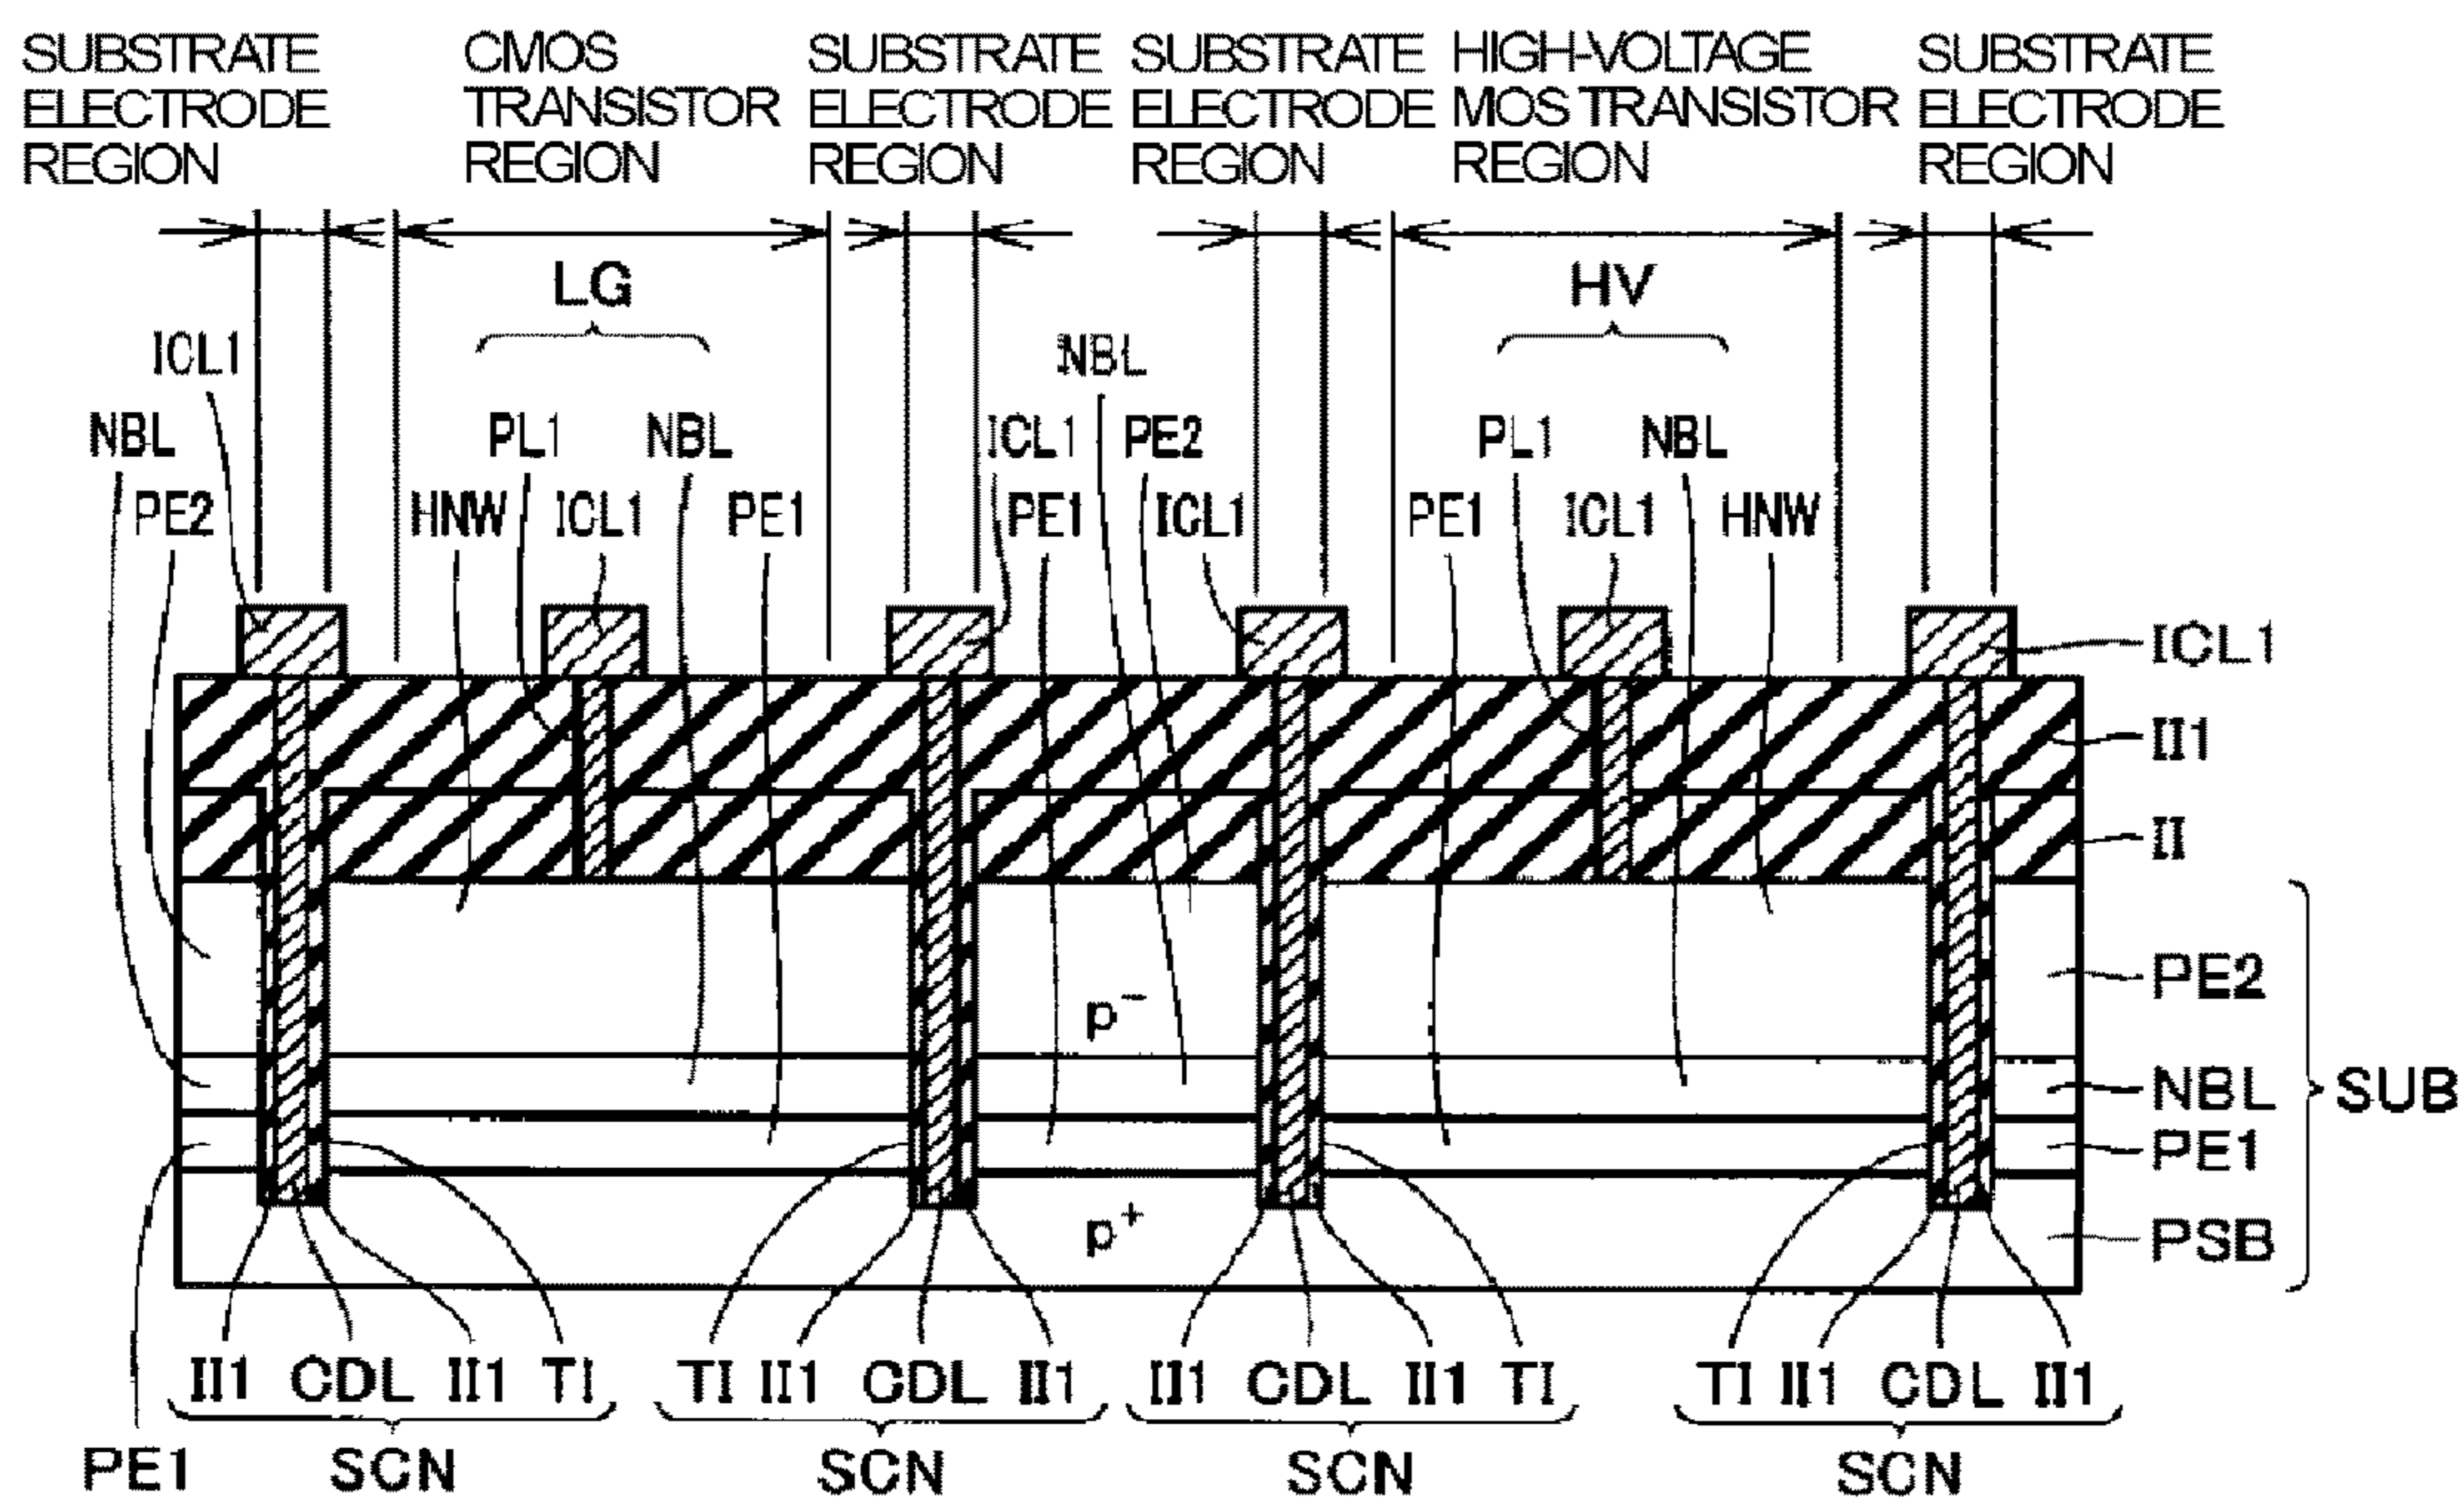 SUBSTRATE ELECTRODE REGION
CMOS TRANSISTOR REGION
SUBSTRATE ELECTRODE REGION
SUBSTRATE ELECTRODE REGION
HIGH-VOLTAGE MOS TRANSISTOR REGION
SUBSTRATE ELECTRODE REGION
LG
HV
ICL1
NBL
NBL
PL1
NBL
ICL1
PE2
PL1
NBL
PE2
HNW
ICL1
PE1
PE1
ICL1
PE1
ICL1
HNW
ICL1
II1
II
PE2
p−
NBL
SUB
PE1
p+
PSB
II1 CDL II1 TI
TI II1 CDL II1
II1 CDL II1 TI
TI II1 CDL II1
PE1
SCN
SCN
SCN
SCN